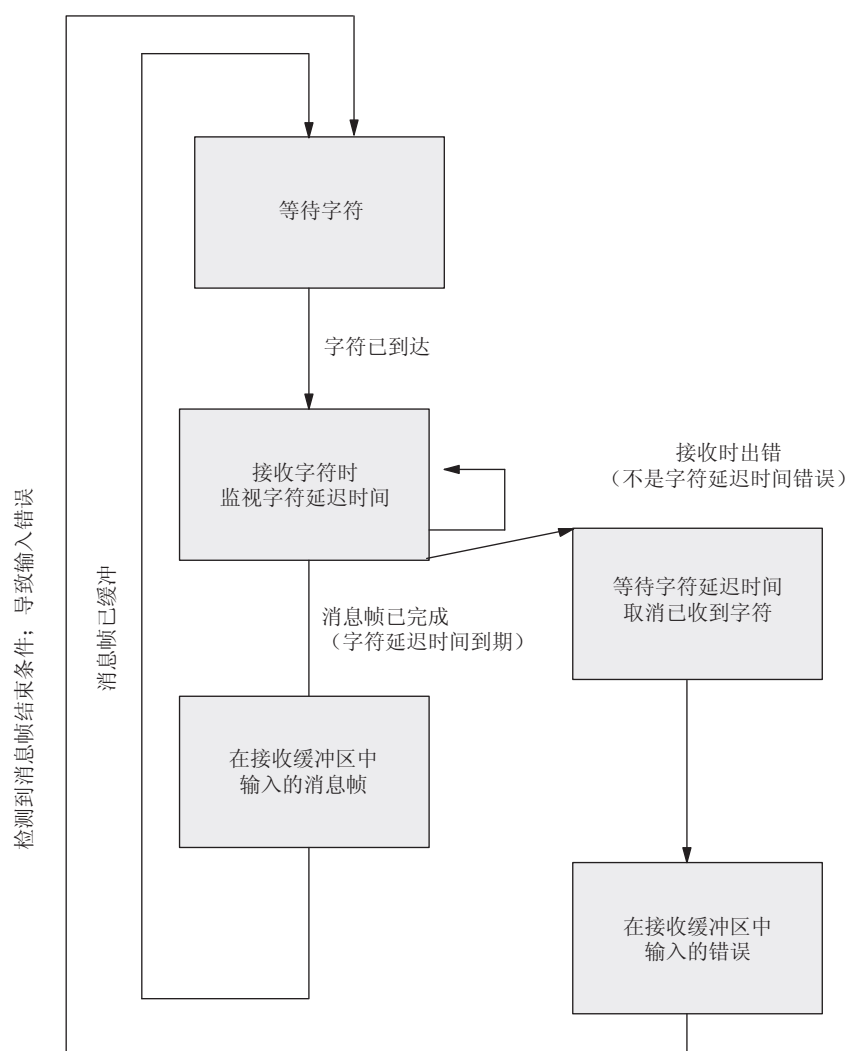 等待字符
字符已到达
接收字符时
监视字符延迟时间
接收时出错
（不是字符延迟时间错误）
等待字符延迟时间
取消已收到字符
消息帧已完成
（字符延迟时间到期）
在接收缓冲区中
输入的消息帧
在接收缓冲区中
输入的错误
消息帧已缓冲
检测到消息帧结束条件；导致输入错误